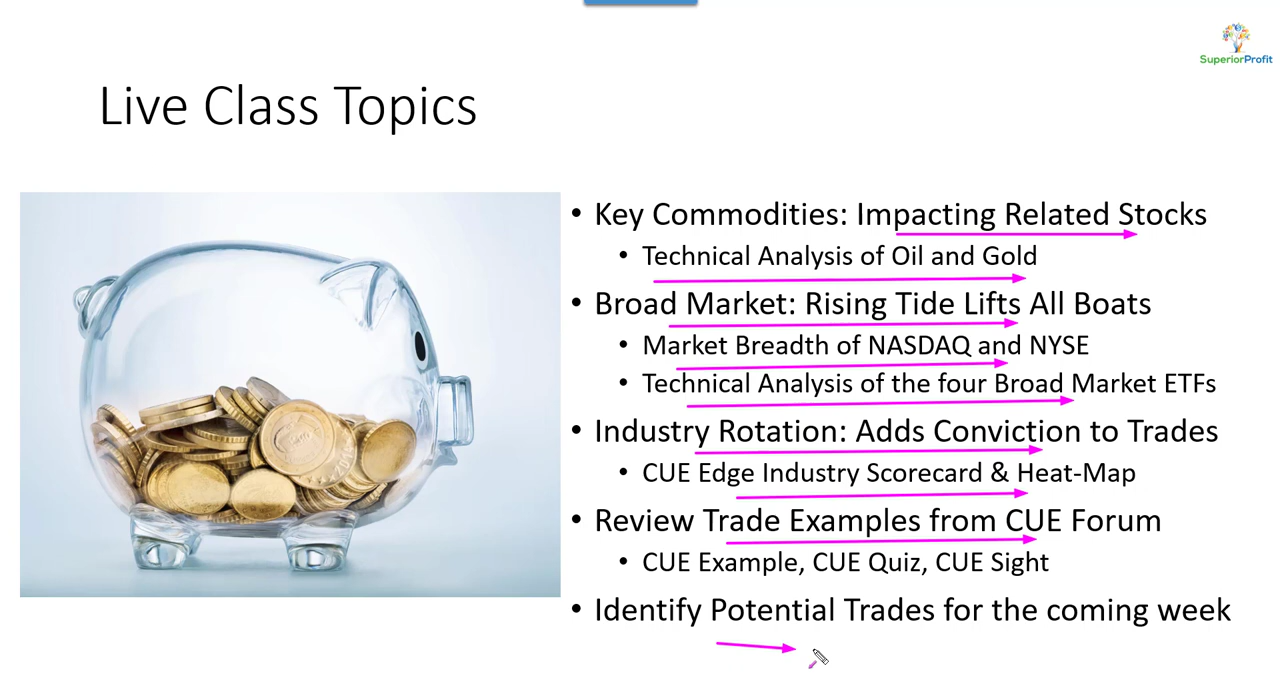 SuperiorProfit
Live Class Topics
• Key Commodities: Impacting Related Stocks
• Technical Analysis of Oil and Gold
• Broad Market: Rising Tide Lifts All Boats
• Market Breadth of NASDAQ and NYSE
• Technical Analysis of the four Broad Market ETFs
• Industry Rotation: Adds Conviction to Trades
• CUE Edge Industry Scorecard & Heat-Map
• Review Trade Examples from CUE Forum
• CUE Example, CUE Quiz, CUE Sight
• Identify Potential Trades for the coming week